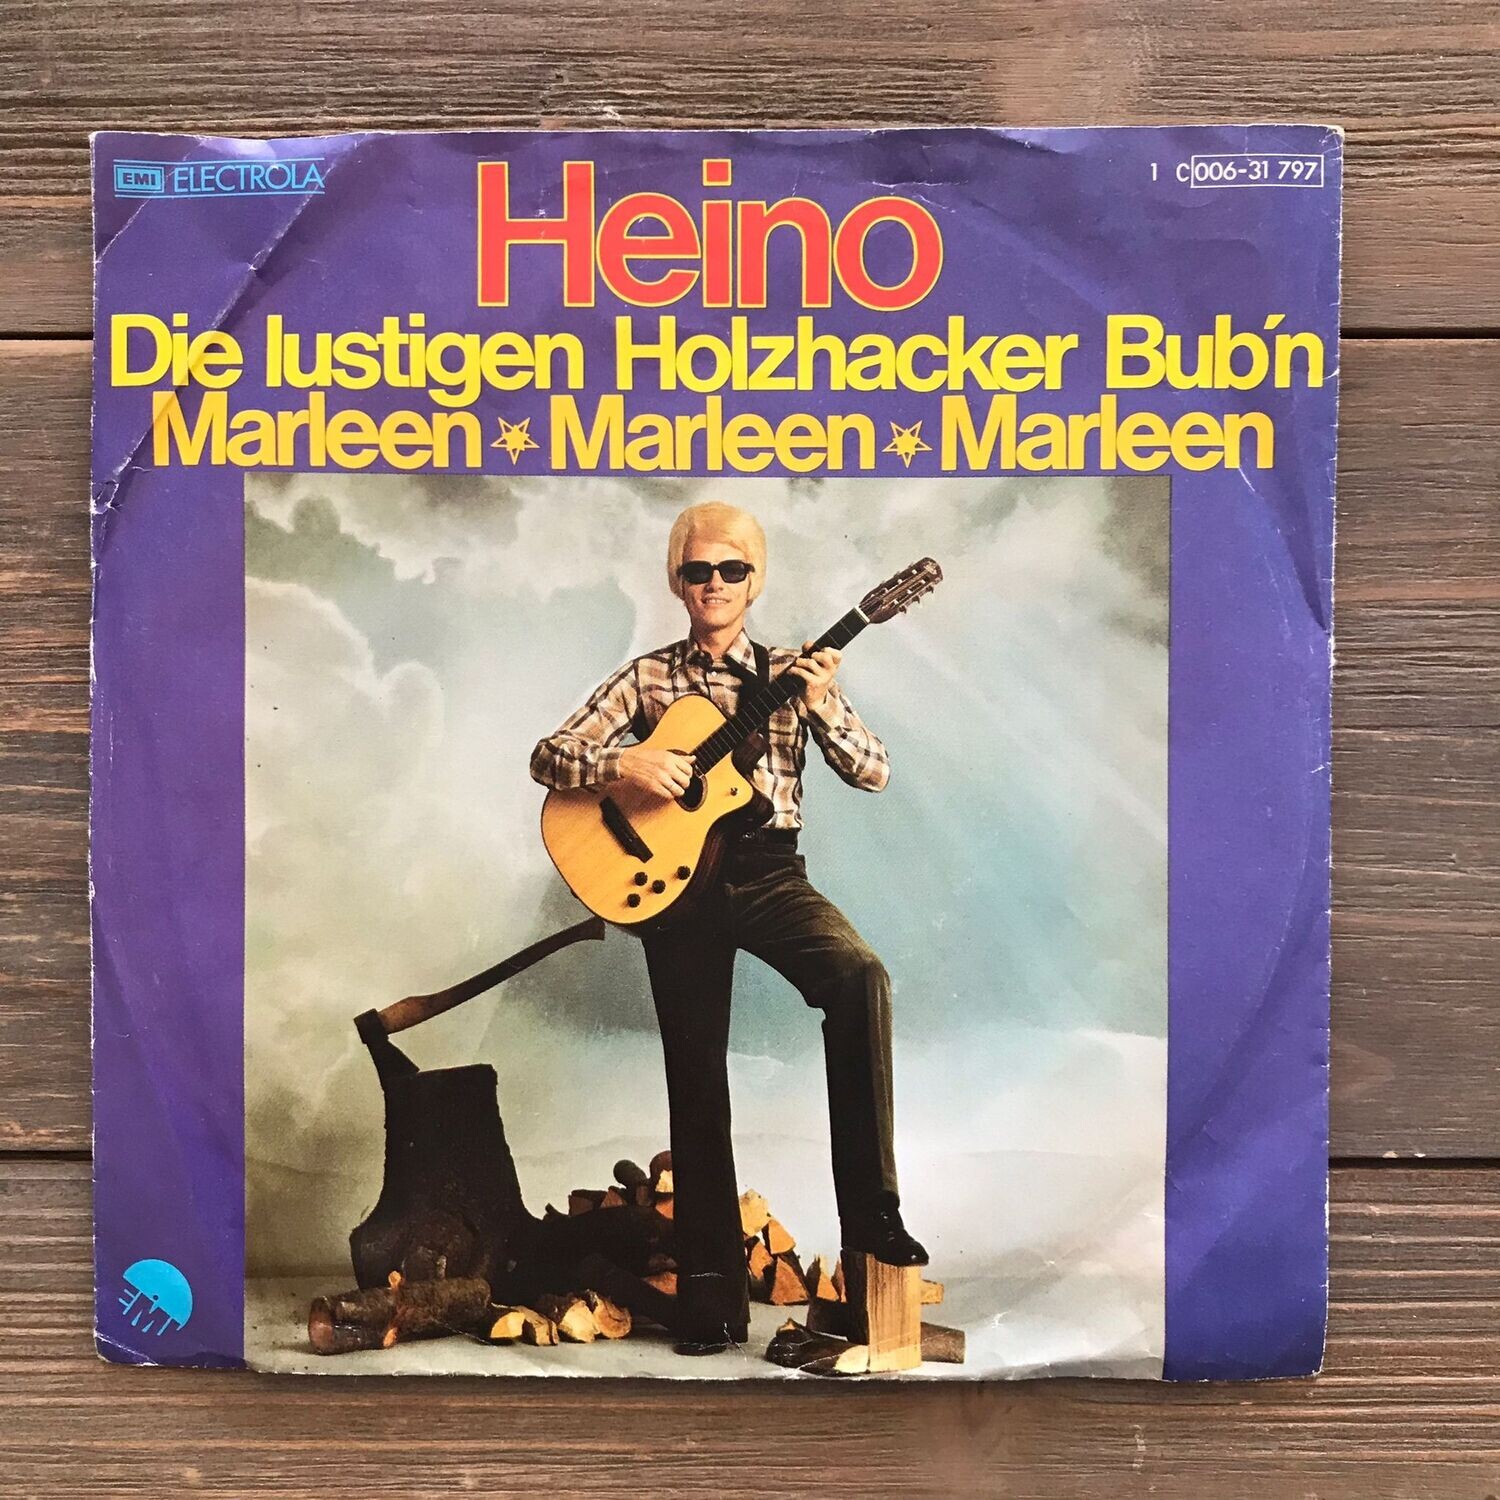 EMI ELECTROLA
1 C 006-31 797
Heino
Die lustigen Holzhacker Bub´n
Marleen ★ Marleen ★ Marleen
EMI